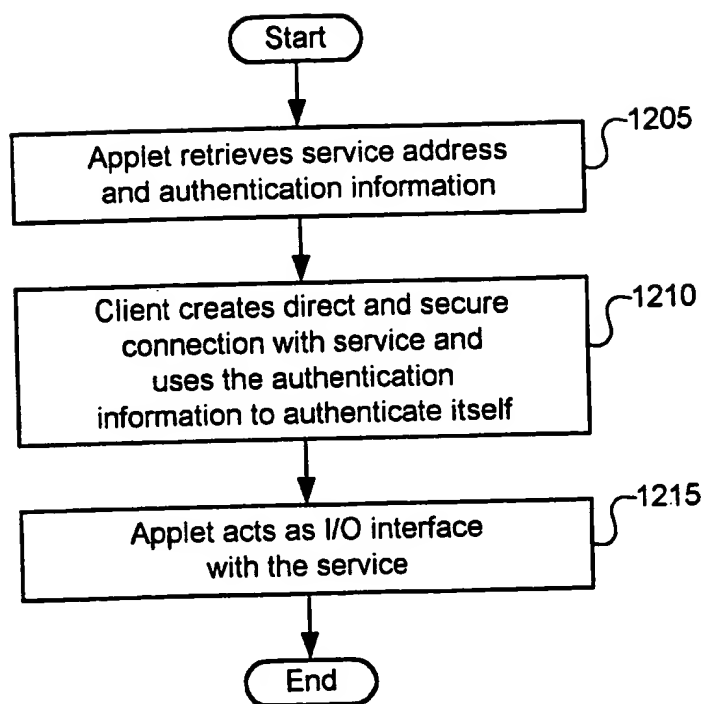 Start
1205
Applet retrieves service address
and authentication information
1210
Client creates direct and secure
connection with service and
uses the authentication
information to authenticate itself
1215
Applet acts as I/O interface
with the service
End